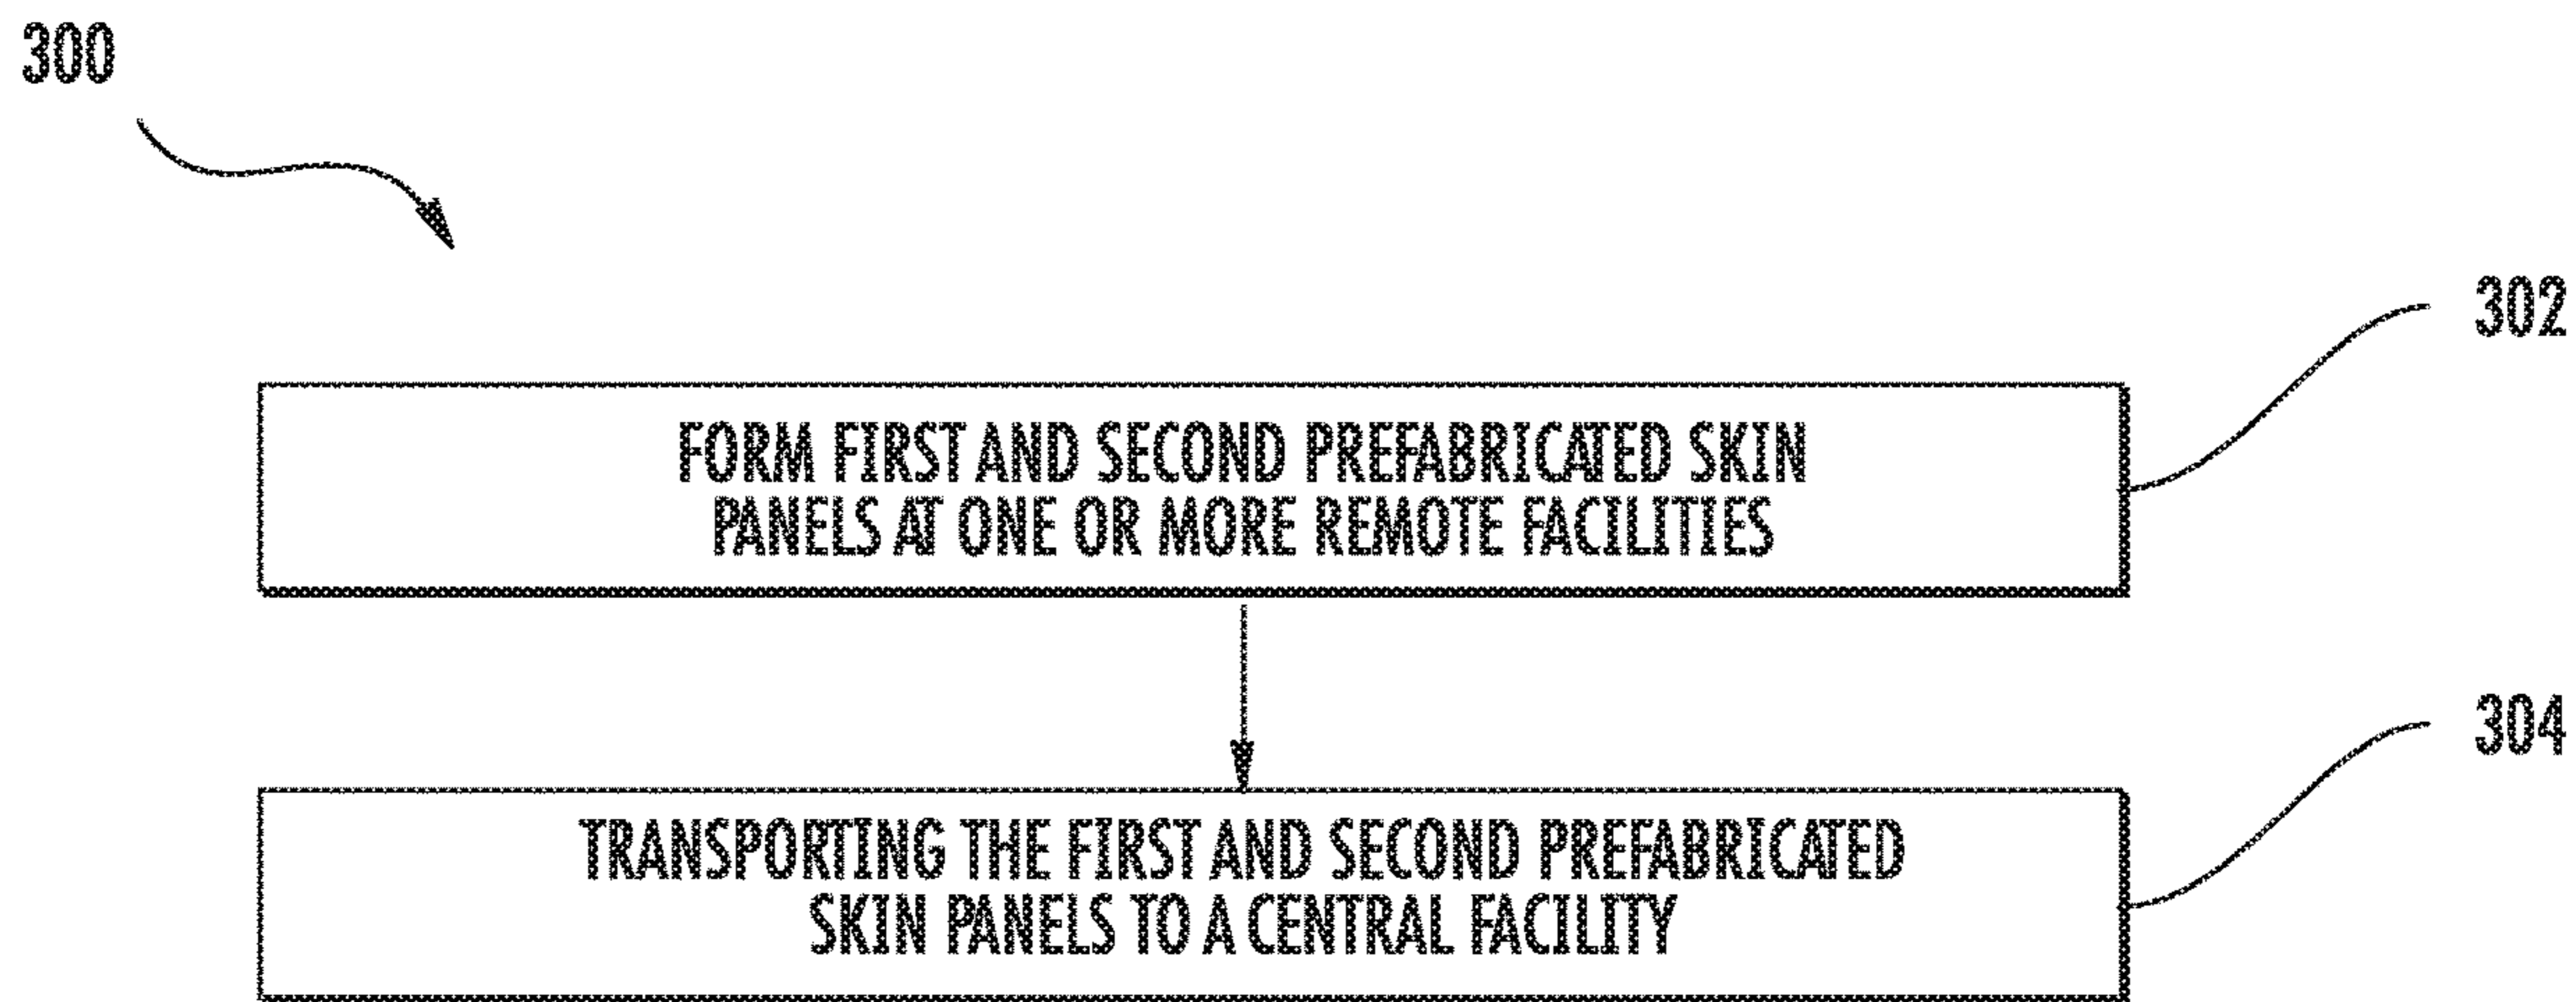 300
302
FORM FIRST AND SECOND PREFABRICATED SKIN
PANELS AT ONE OR MORE REMOTE FACILITIES
304
TRANSPORTING THE FIRST AND SECOND PREFABRICATED
SKIN PANELS TO A CENTRAL FACILITY